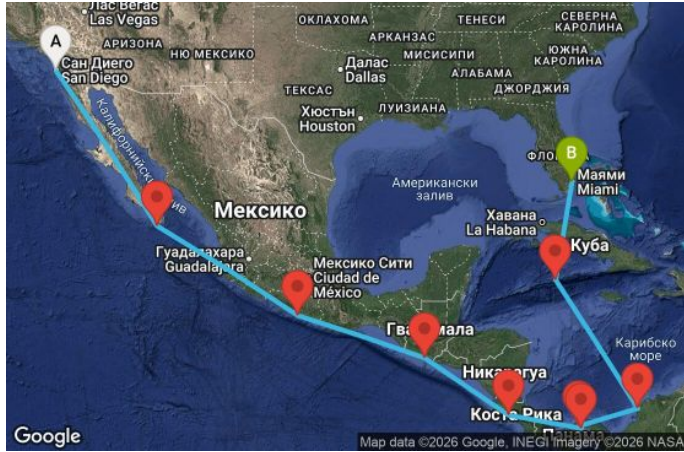 Лас Вегас
Las Vegas
A
Сан Диего
San Diego
АРИЗОНА
НЮ МЕКСИКО
ОКЛАХОМА
АРКАНЗАС
ТЕНЕСИ
СЕВЕРНА
КАРОЛИНА
МИСИСИПИ
ЮЖНА
КАРОЛИНА
Далас
Dallas
АЛАБАМА
ДЖОРДЖИЯ
ТЕКСАС
ЛУИЗИАНА
Хюстън
Houston
B
Маями
Miami
Американски
залив
Мексико
Хавана
La Habana
Куба
Гуадалахара
Guadalajara
Мексико Сити
Ciudad de
México
Карибско
море
Никарагуа
Коста Рика
Google
Map data ©2026 Google, INEGI Imagery ©2026 NASA